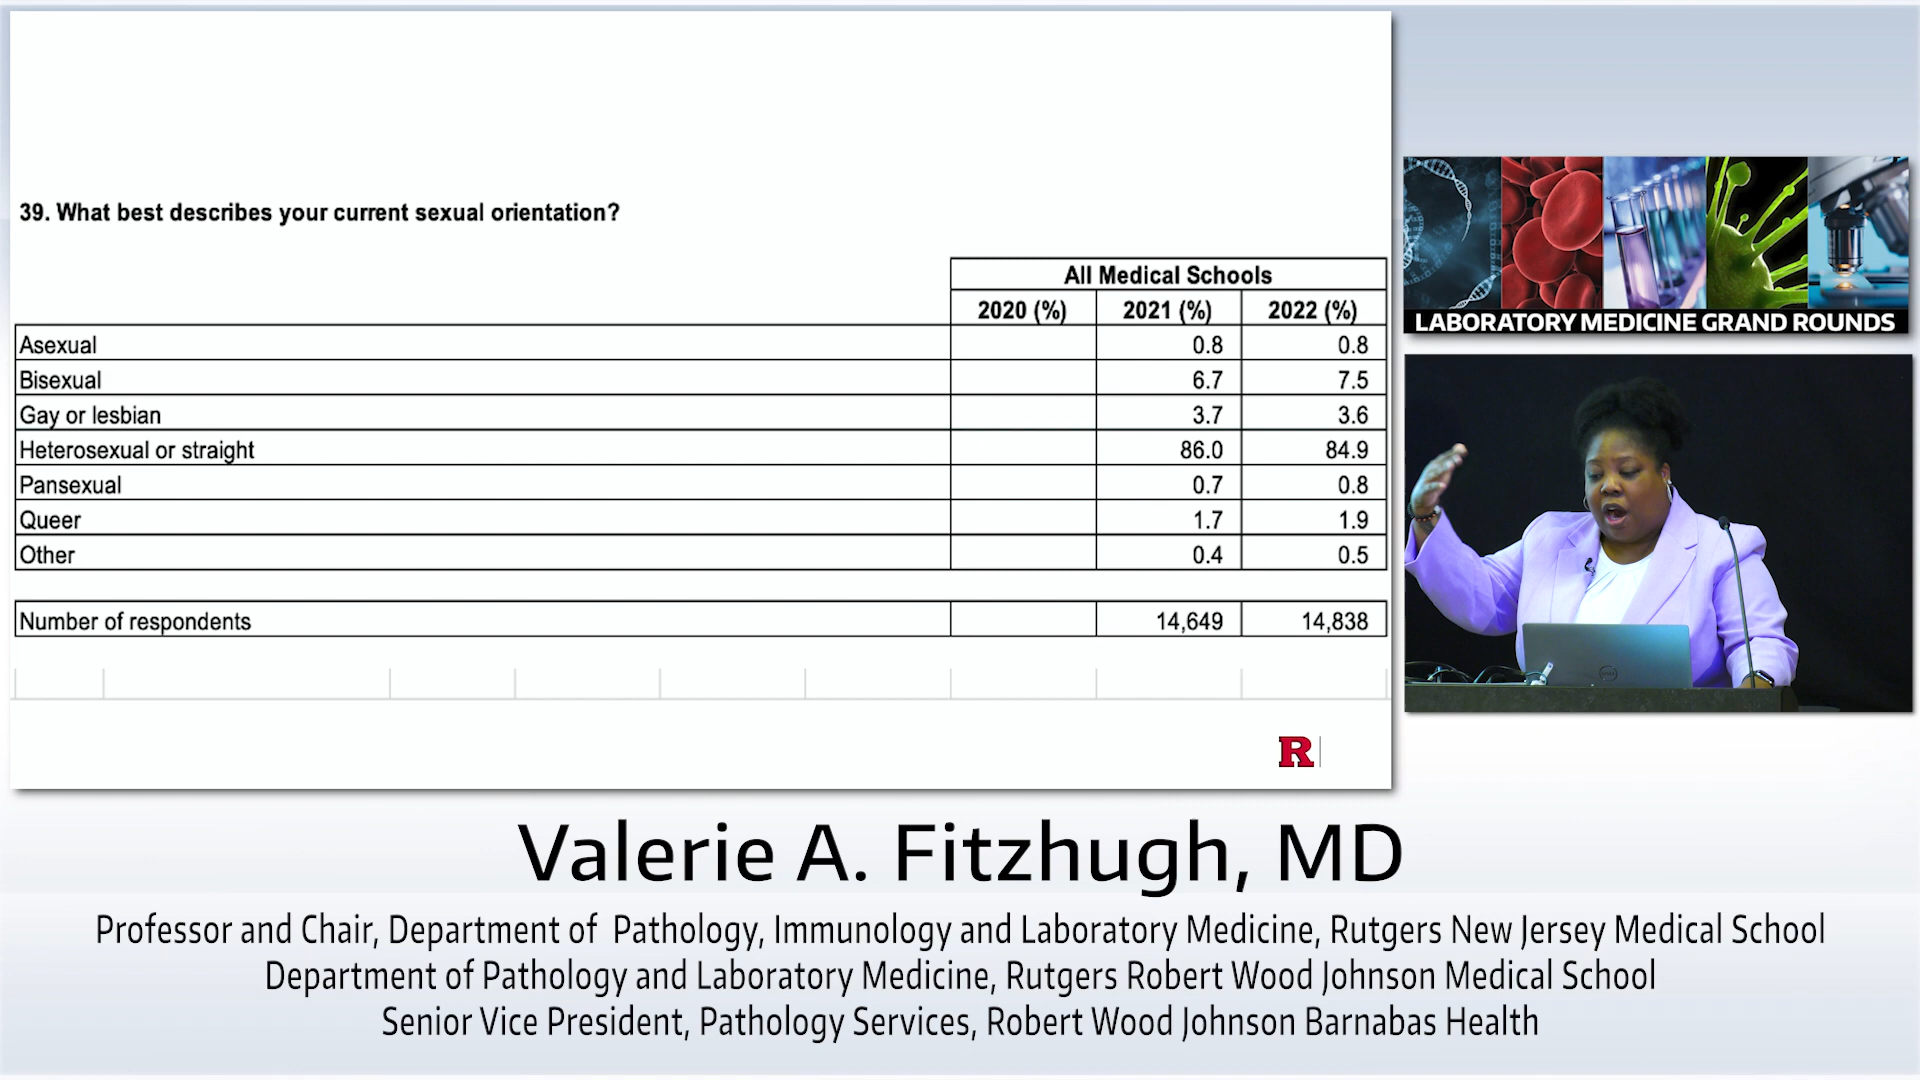 39. What best describes your current sexual orientation?
All Medical Schools
2020 (%) 2021 (%) 2022 (%)
Asexual 0.8 0.8
Bisexual 6.7 7.5
Gay or lesbian 3.7 3.6
Heterosexual or straight 86.0 84.9
Pansexual 0.7 0.8
Queer 1.7 1.9
Other 0.4 0.5
Number of respondents 14,649 14,838
R
LABORATORY MEDICINE GRAND ROUNDS
Valerie A. Fitzhugh, MD
Professor and Chair, Department of Pathology, Immunology and Laboratory Medicine, Rutgers New Jersey Medical School
Department of Pathology and Laboratory Medicine, Rutgers Robert Wood Johnson Medical School
Senior Vice President, Pathology Services, Robert Wood Johnson Barnabas Health